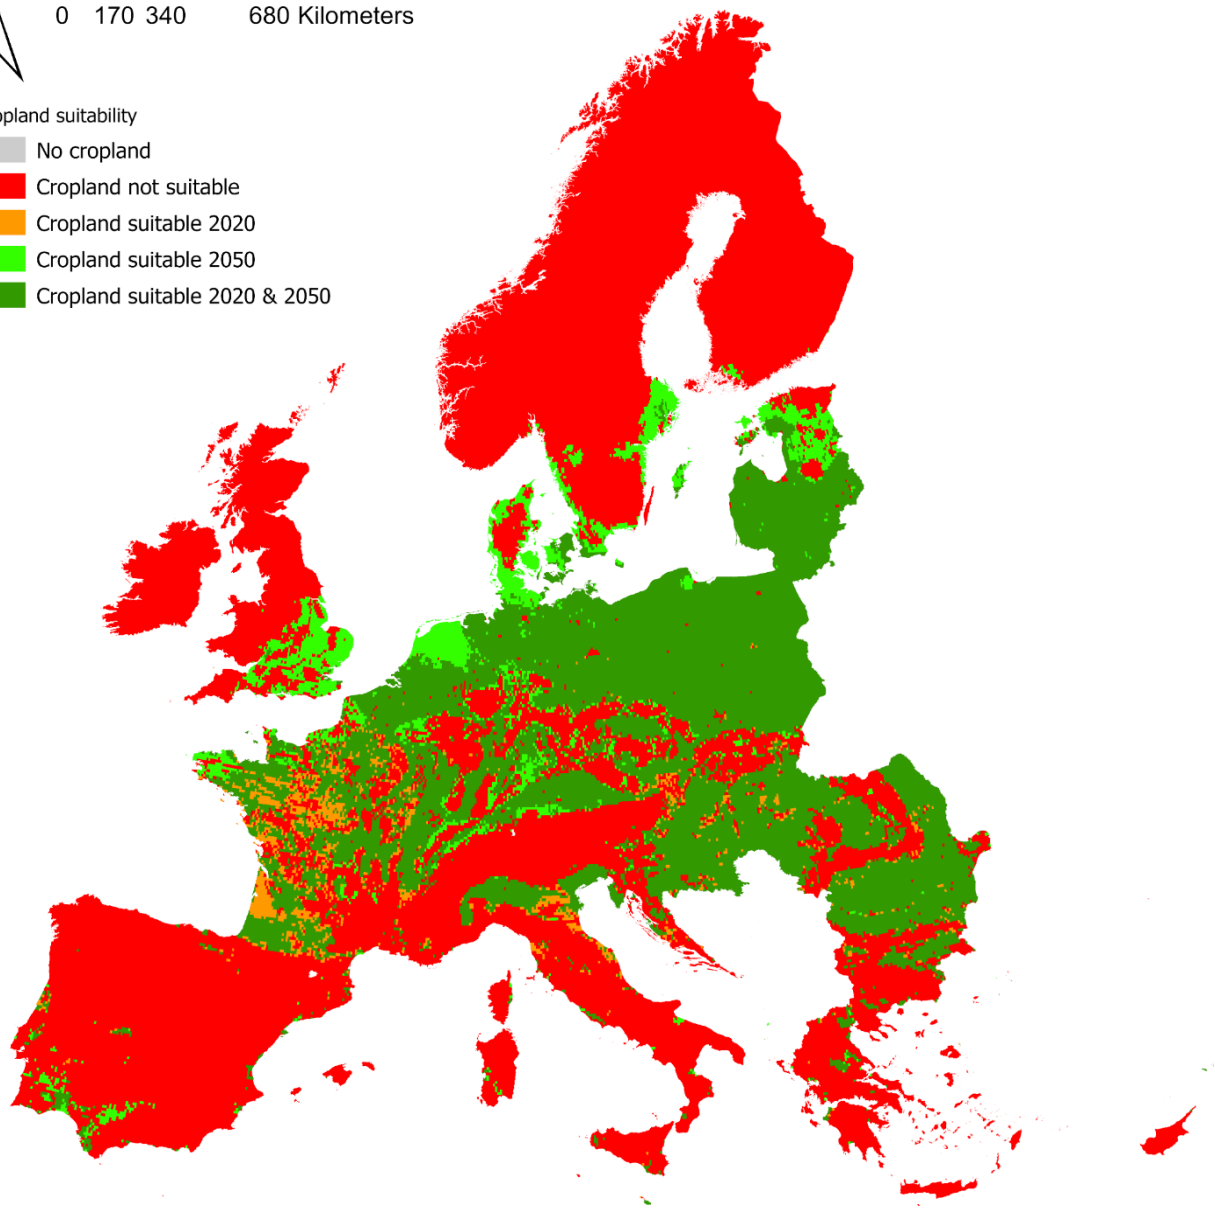 0 170 340 680 Kilometers
opland suitability
No cropland
Cropland not suitable
Cropland suitable 2020
Cropland suitable 2050
Cropland suitable 2020 & 2050